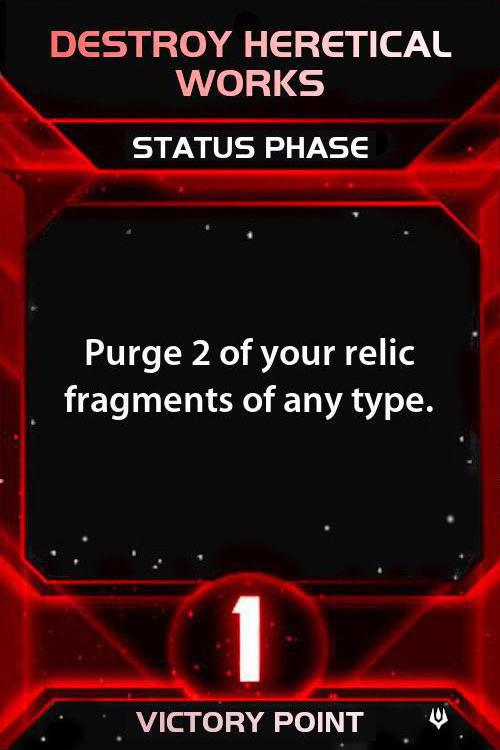 DESTROY HERETICAL
WORKS
STATUS PHASE
Purge 2 of your relic
fragments of any type.
1
VICTORY POINT